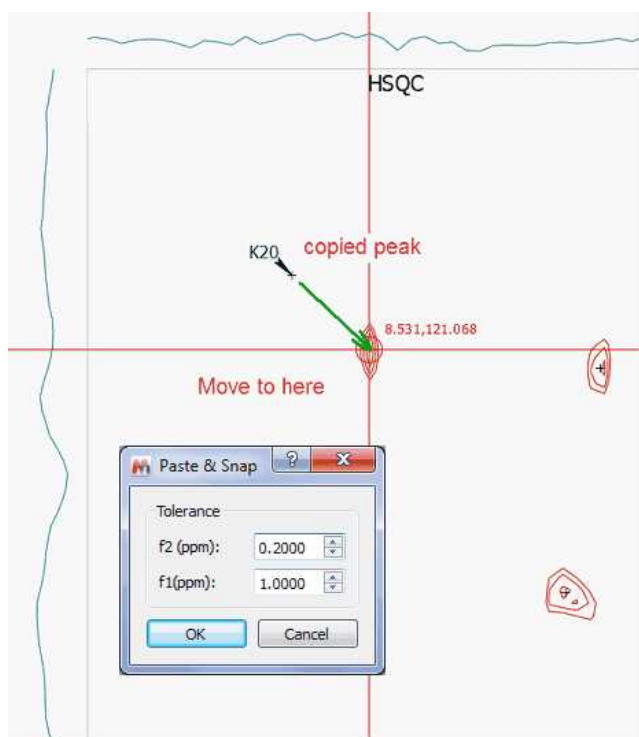 HSQC
K20
copied peak
8.531,121.068
Move to here
Paste & Snap
?
Tolerance
f2 (ppm):
0.2000
f1(ppm):
1.0000
OK
Cancel